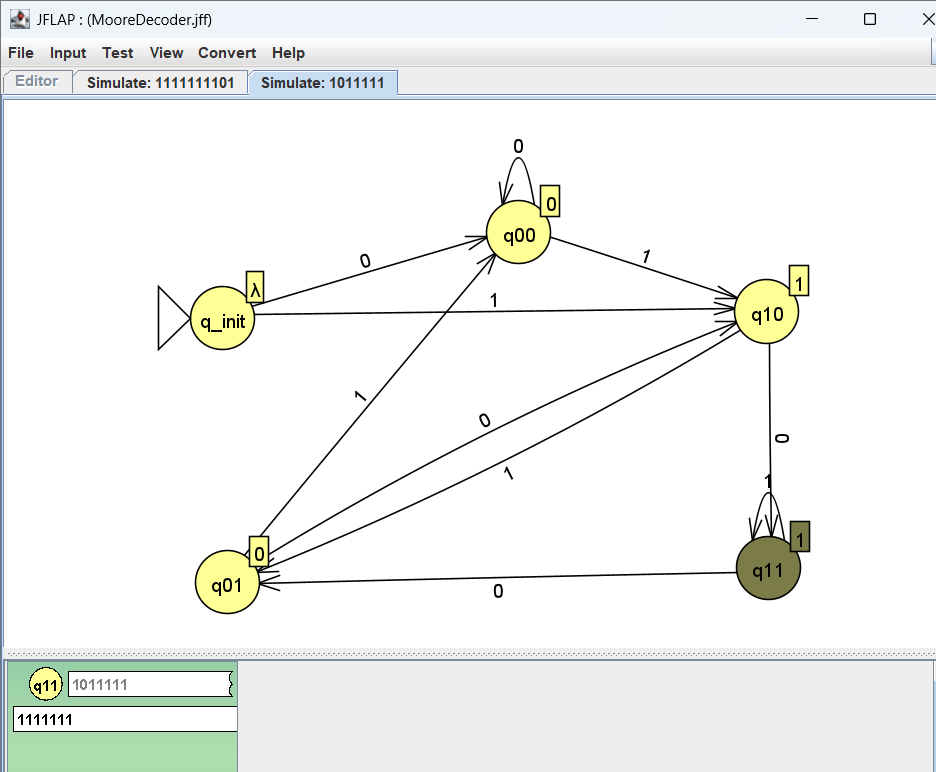 JFLAP : (MooreDecoder.jff)
File Input Test View Convert Help
Editor Simulate: 1111111101 Simulate: 1011111
0
0
q00
0
1
λ
1
q_init
1
q10
1
0
1
0
1
0
1
q01
q11
0
q11 1011111
1111111